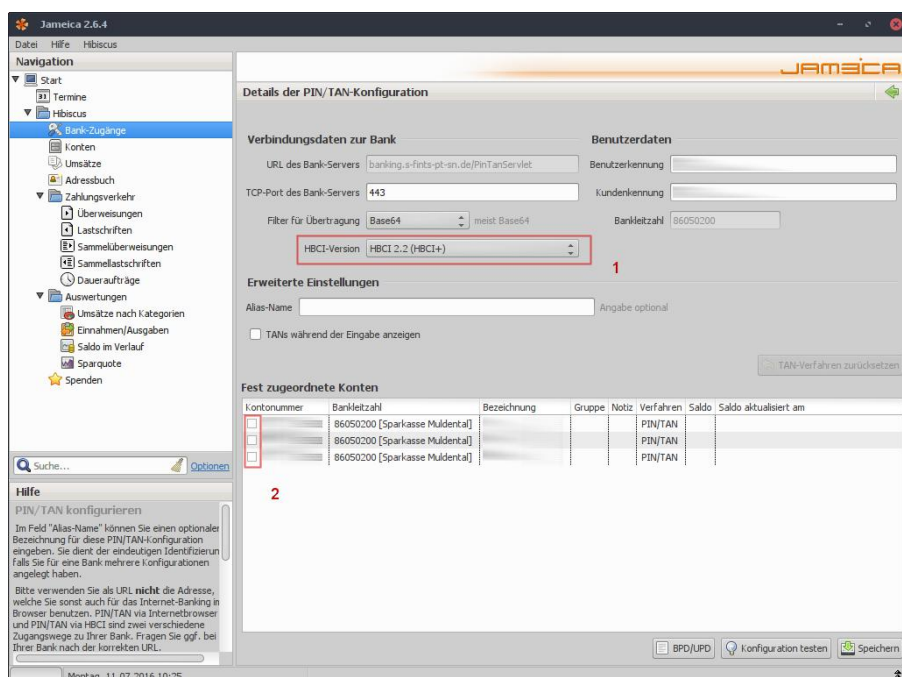 Jameica 2.6.4
Datei Hilfe Hibiscus
Navigation
Start
31 Termine
Hibiscus
Bank-Zugänge
Konten
Umsätze
Adressbuch
Zahlungsverkehr
Überweisungen
Lastschriften
Sammelüberweisungen
Sammellastschriften
Daueraufträge
Auswertungen
Umsätze nach Kategorien
Einnahmen/Ausgaben
Saldo im Verlauf
Sparquote
Spenden
Suche... Optionen
Hilfe
PIN/TAN konfigurieren
Im Feld "Alias-Name" können Sie einen optionaler
Bezeichnung für diese PIN/TAN-Konfiguration
eingeben. Sie dient der eindeutigen Identifizierun
falls Sie für eine Bank mehrere Konfigurationen
angelegt haben.
Bitte verwenden Sie als URL nicht die Adresse,
welche Sie sonst auch für das Internet-Banking in
Browser benutzen. PIN/TAN via Internetbrowser
und PIN/TAN via HBCI sind zwei verschiedene
Zugangswege zu Ihrer Bank. Fragen Sie ggf. bei
Ihrer Bank nach der korrekten URL.
JAMEICA
Details der PIN/TAN-Konfiguration
Verbindungsdaten zur Bank
URL des Bank-Servers banking.s-fints-pt-sn.de/PinTanServlet
TCP-Port des Bank-Servers 443
Filter für Übertragung Base64 meist Base64
HBCI-Version HBCI 2.2 (HBCI+)
Benutzerdaten
Benutzerkennung
Kundenkennung
Bankleitzahl 86050200
1
Erweiterte Einstellungen
Alias-Name Angabe optional
TANs während der Eingabe anzeigen
TAN-Verfahren zurücksetzen
Fest zugeordnete Konten
Kontonummer Bankleitzahl Bezeichnung Gruppe Notiz Verfahren Saldo Saldo aktualisiert am
86050200 [Sparkasse Muldental] PIN/TAN
86050200 [Sparkasse Muldental] PIN/TAN
86050200 [Sparkasse Muldental] PIN/TAN
2
BPD/UPD Konfiguration testen Speichern
Montag, 11.07.2016 10:25